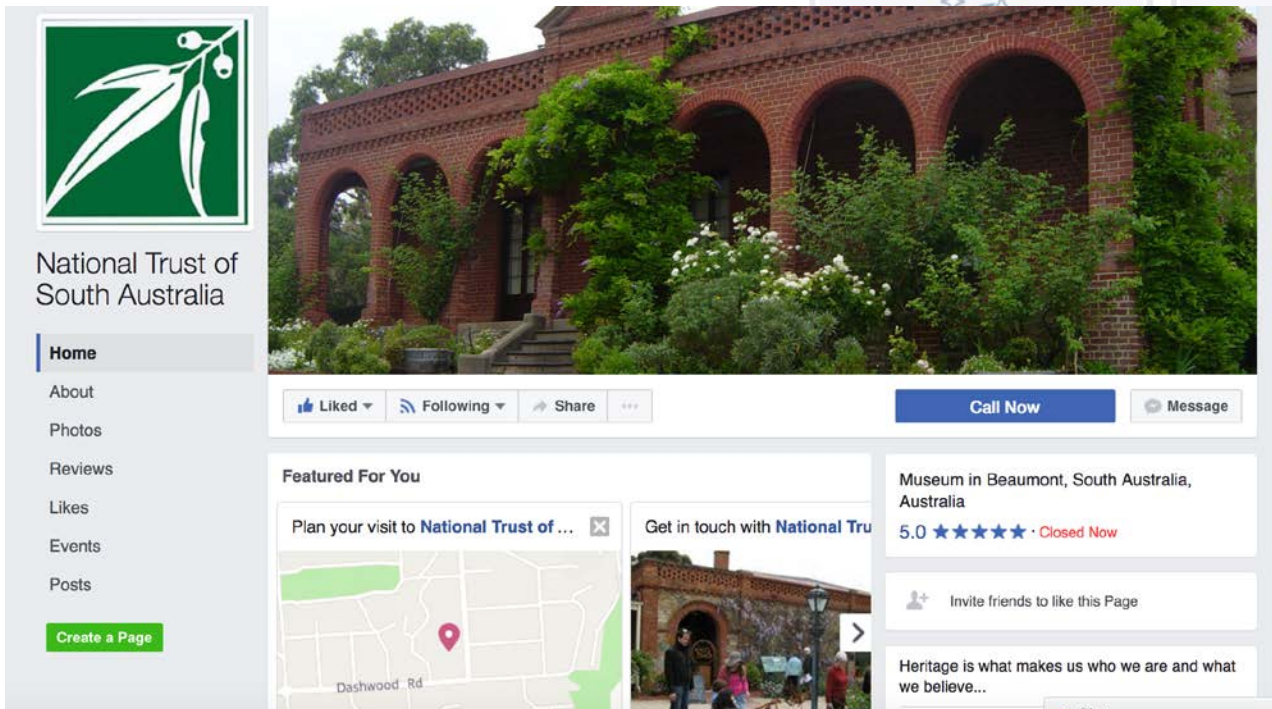 National Trust of
South Australia
Home
About
Photos
Reviews
Likes
Events
Posts
Create a Page
Liked
Following
Share
Call Now
Message
Featured For You
Plan your visit to National Trust of ...
Dashwood Rd
Get in touch with National Tru
Museum in Beaumont, South Australia,
Australia
5.0 ★★★★★ · Closed Now
Invite friends to like this Page
Heritage is what makes us who we are and what
we believe...